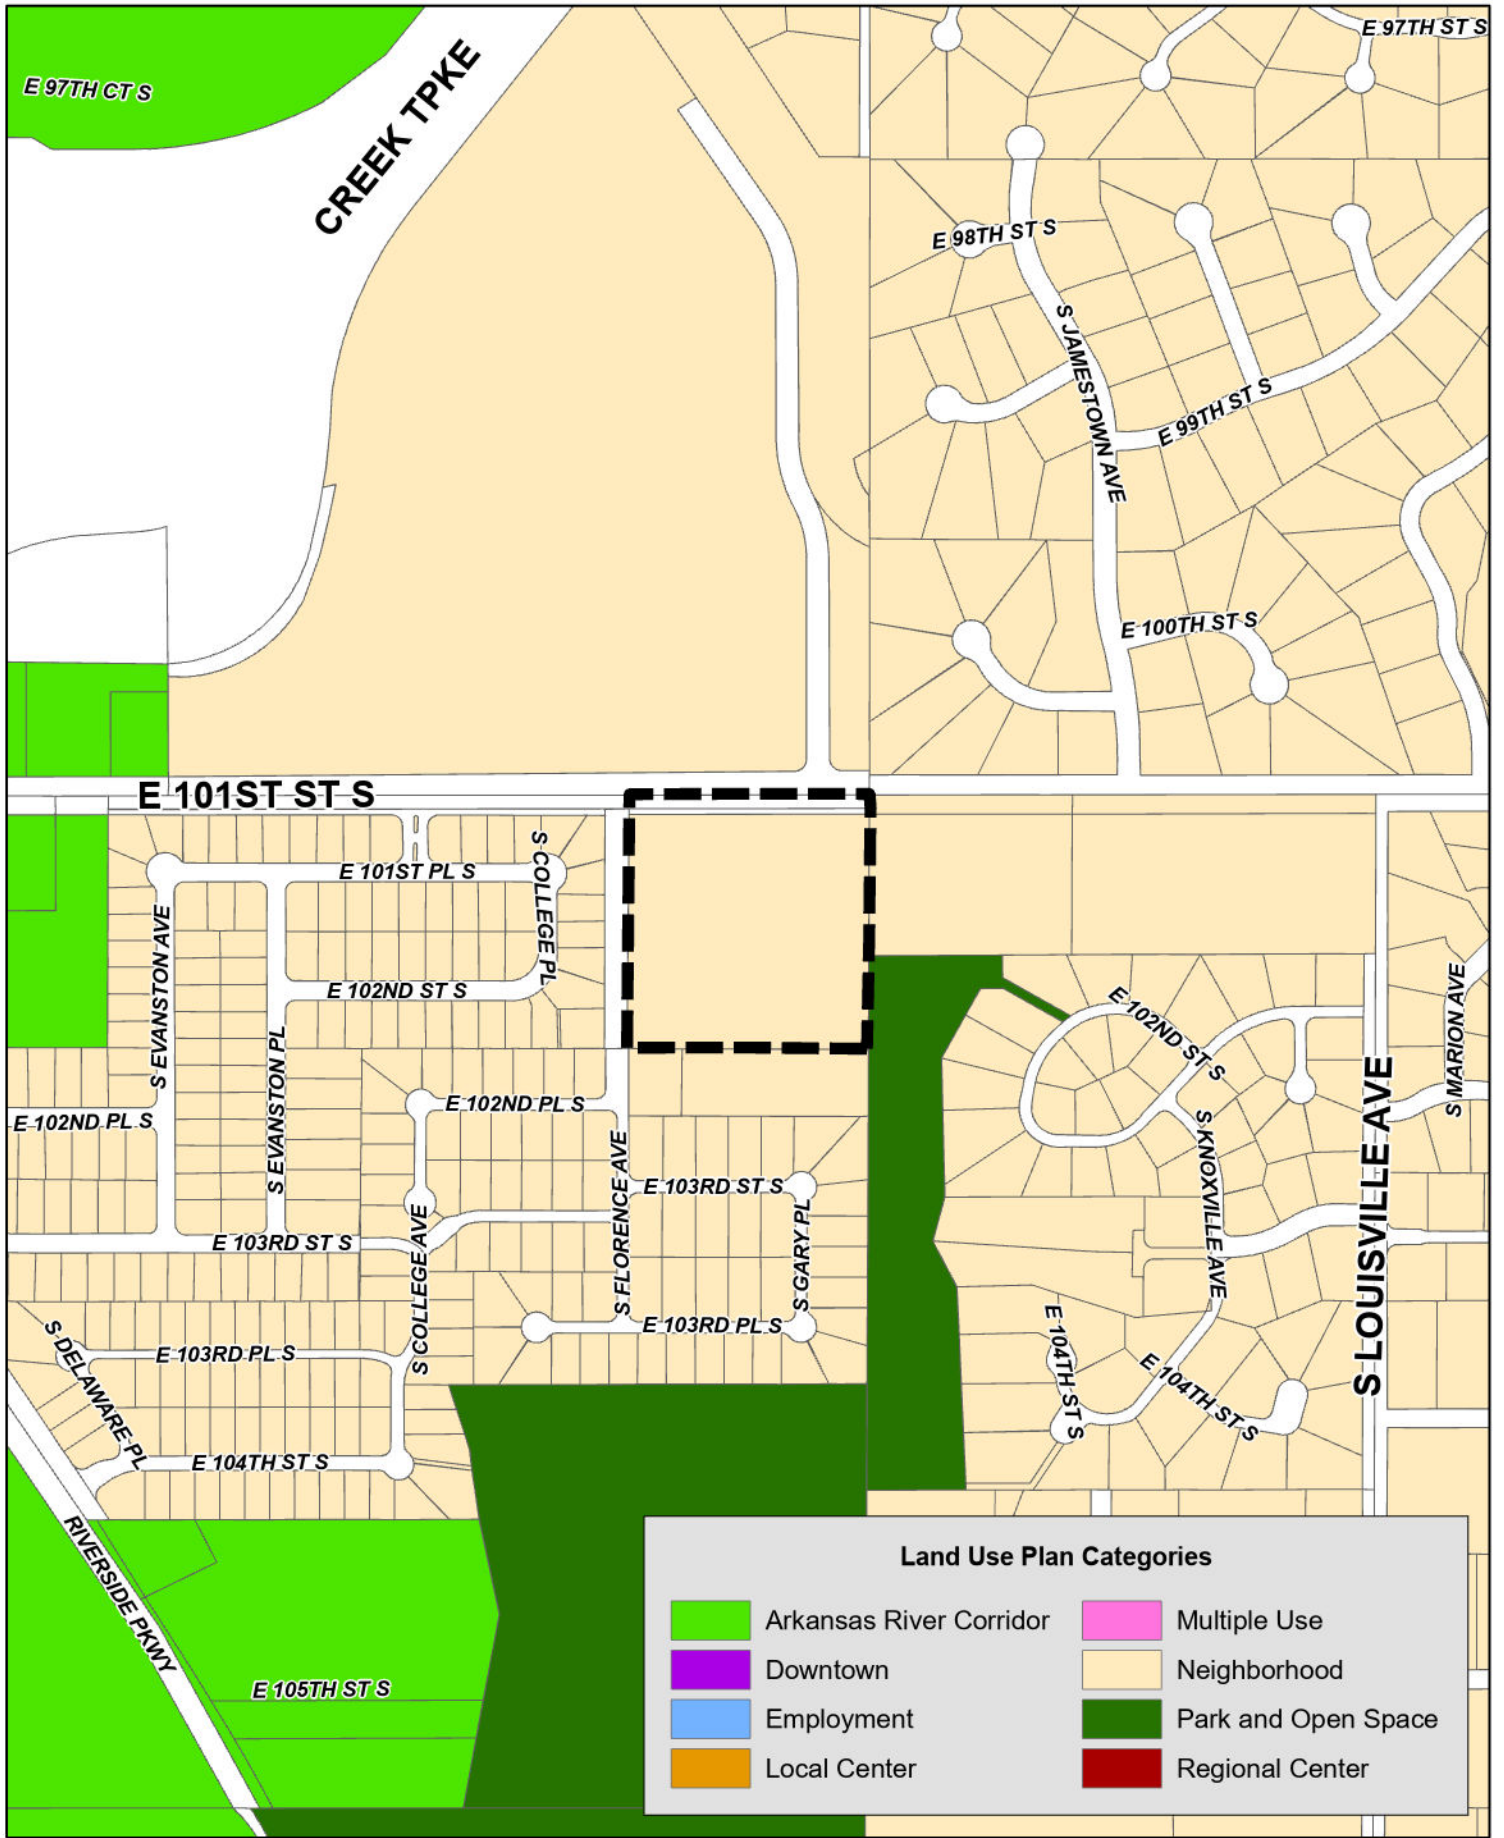 E 97TH ST S
E 97TH CT S
CREEK TPKE
E 98TH ST S
S JAMESTOWN AVE
E 99TH ST S
E 100TH ST S
E 101ST ST S
S COLLEGE PL
E 101ST PL S
S EVANSTON AVE
E 102ND ST S
S EVANSTON PL
E 102ND ST S
S MARION AVE
E 102ND PL S
E 102ND PL S
S LOUISVILLE AVE
S KNOXVILLE AVE
S FLORENCE AVE
E 103RD ST S
S GARY PL
E 103RD ST S
S COLLEGE AVE
E 103RD PL S
S DELAWARE PL
E 103RD PL S
E 104TH ST S
E 104TH ST S
E 104TH ST S
RIVERSIDE PKWY
E 105TH ST S
Land Use Plan Categories
Arkansas River Corridor
Downtown
Employment
Local Center
Multiple Use
Neighborhood
Park and Open Space
Regional Center